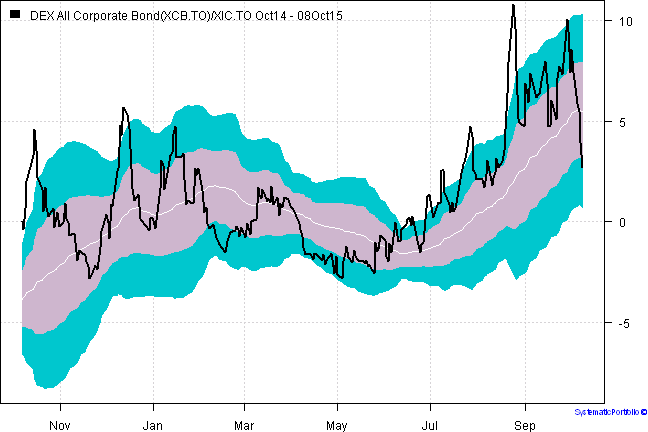 DEX All Corporate Bond(XCB.TO)/XIC.TO Oct14 - 08Oct15
10
5
0
-5
Nov Jan Mar May Jul Sep
SystematicPortfolio ©